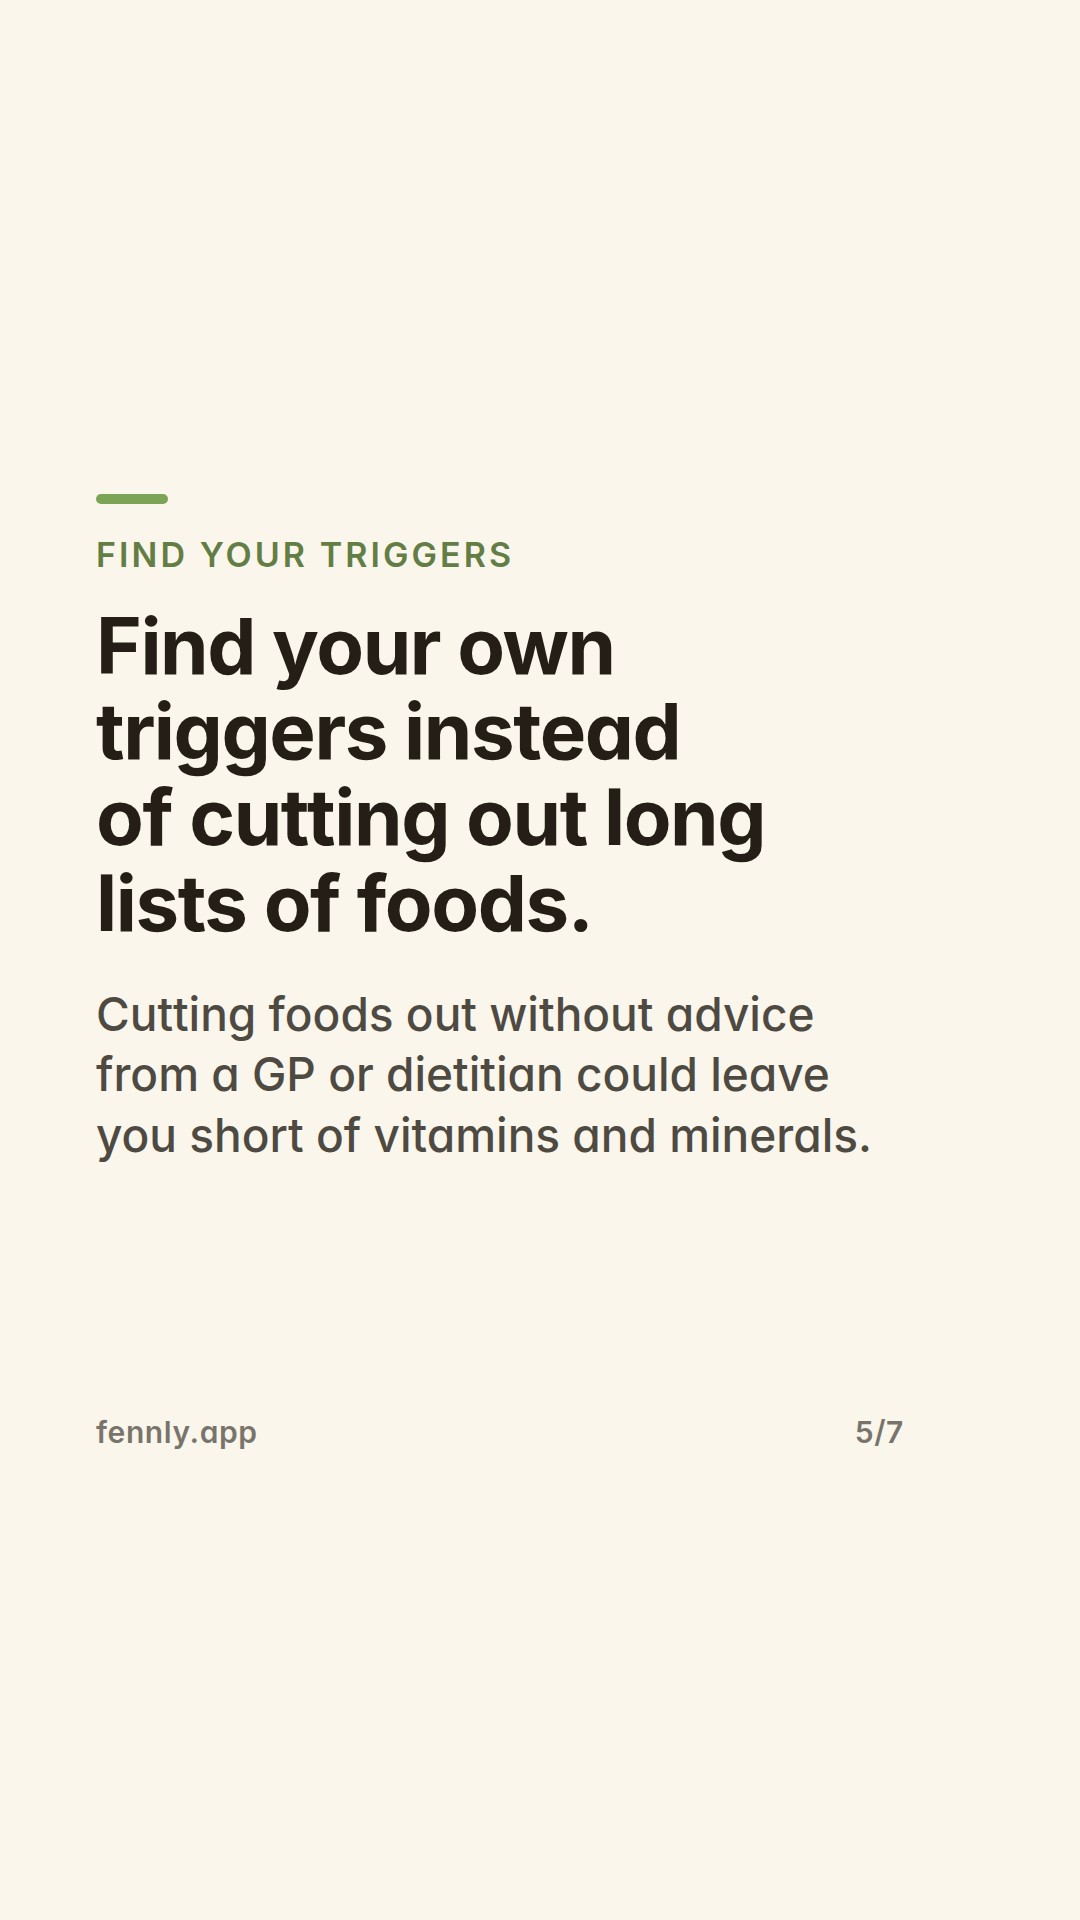 FIND YOUR TRIGGERS
Find your own
triggers instead
of cutting out long
lists of foods.
Cutting foods out without advice
from a GP or dietitian could leave
you short of vitamins and minerals.
fennly.app
5/7